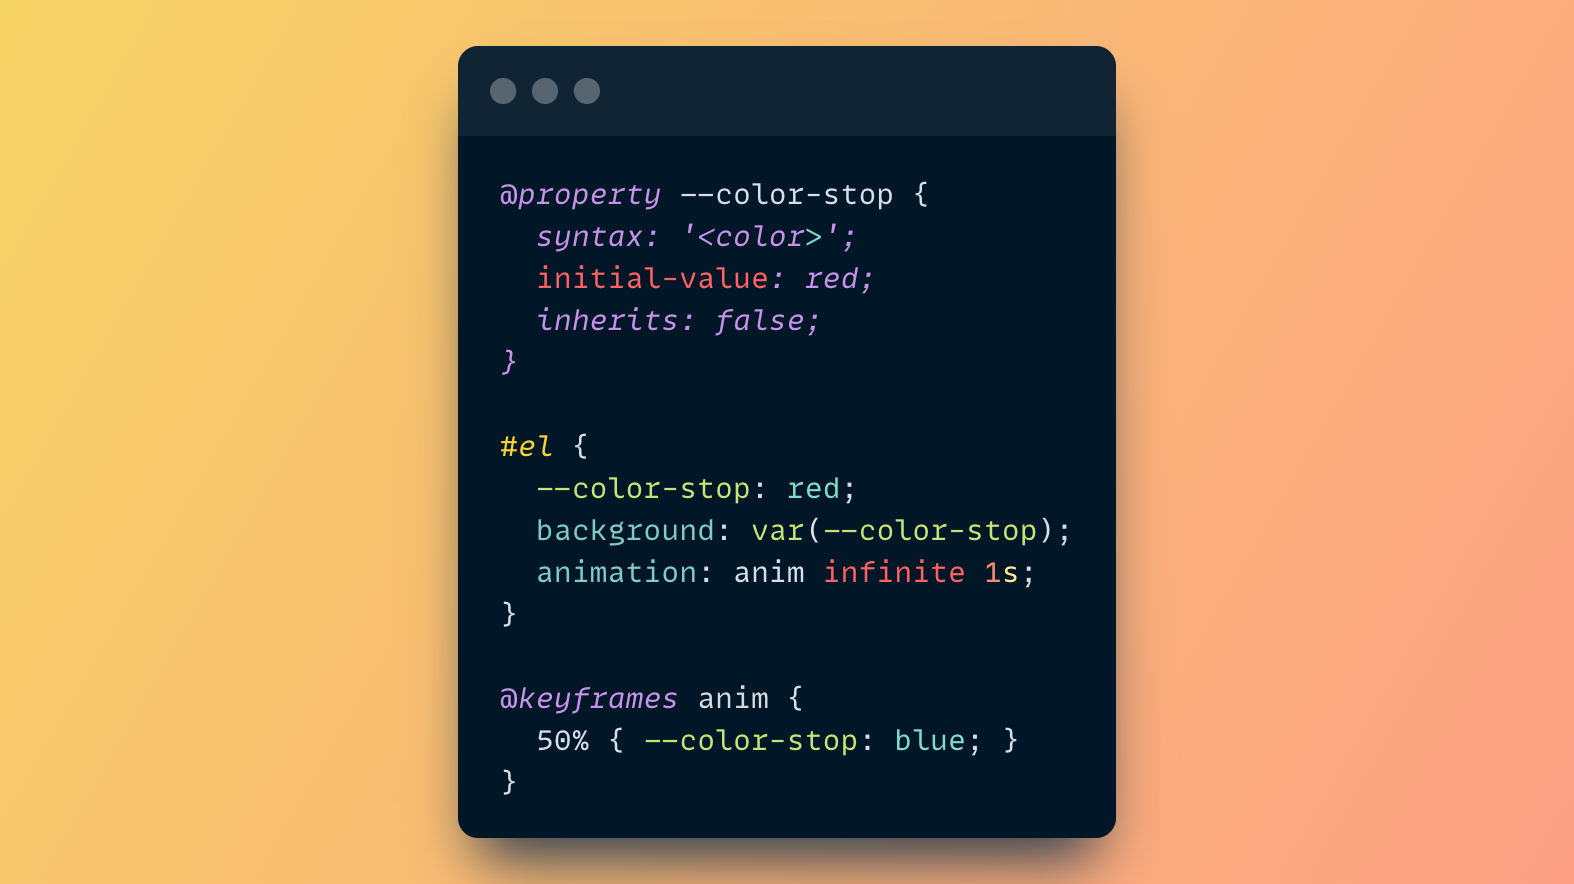 @property --color-stop {
  syntax: '<color>';
  initial-value: red;
  inherits: false;
}

#el {
  --color-stop: red;
  background: var(--color-stop);
  animation: anim infinite 1s;
}

@keyframes anim {
  50% { --color-stop: blue; }
}